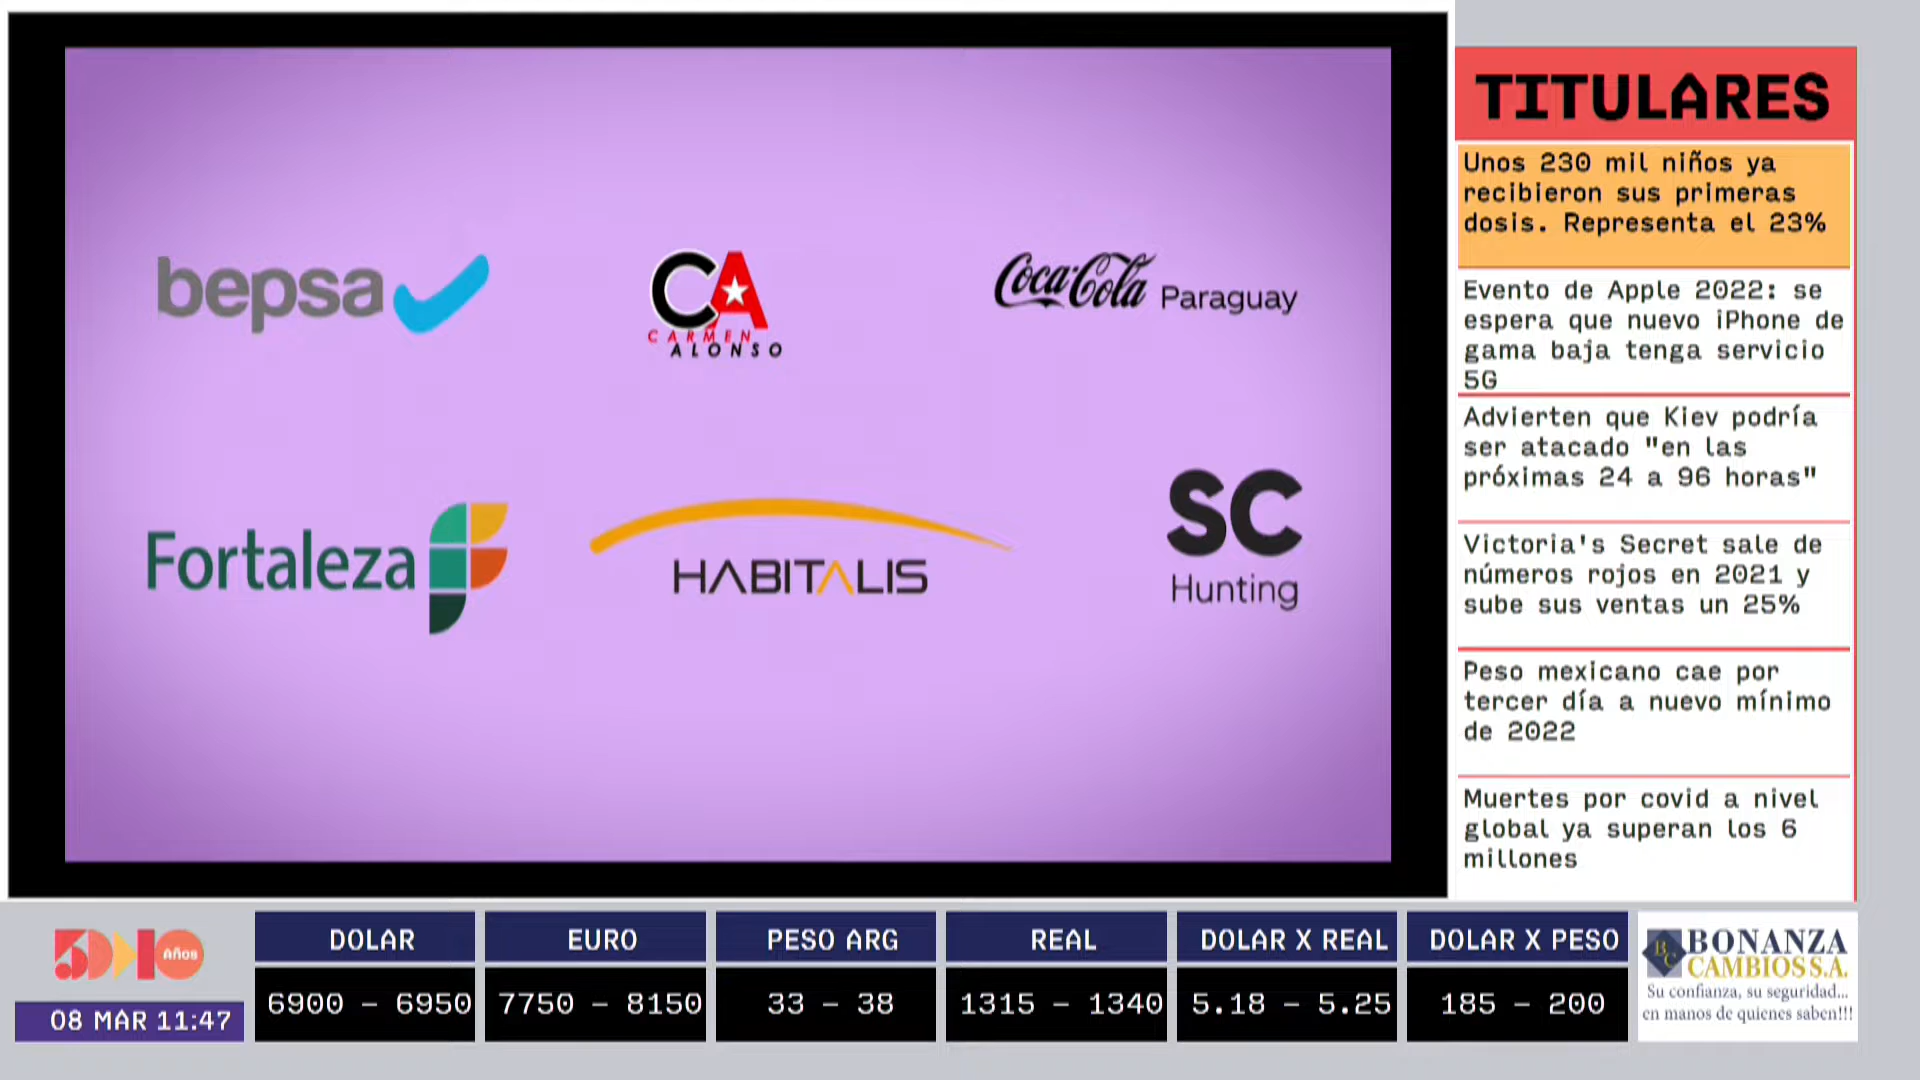 bepsa
CA
CARMEN
ALONSO
Coca-Cola Paraguay
Fortaleza
HABITALIS
SC
Hunting
TITULARES
Unos 230 mil niños ya
recibieron sus primeras
dosis. Representa el 23%
Evento de Apple 2022: se
espera que nuevo iPhone de
gama baja tenga servicio
5G
Advierten que Kiev podría
ser atacado "en las
próximas 24 a 96 horas"
Victoria's Secret sale de
números rojos en 2021 y
sube sus ventas un 25%
Peso mexicano cae por
tercer día a nuevo mínimo
de 2022
Muertes por covid a nivel
global ya superan los 6
millones
Años
08 MAR 11:47
DOLAR
6900 - 6950
EURO
7750 - 8150
PESO ARG
33 - 38
REAL
1315 - 1340
DOLAR X REAL
5.18 - 5.25
DOLAR X PESO
185 - 200
BC
BONANZA
CAMBIOS S.A.
Su confianza, su seguridad...
en manos de quienes saben!!!